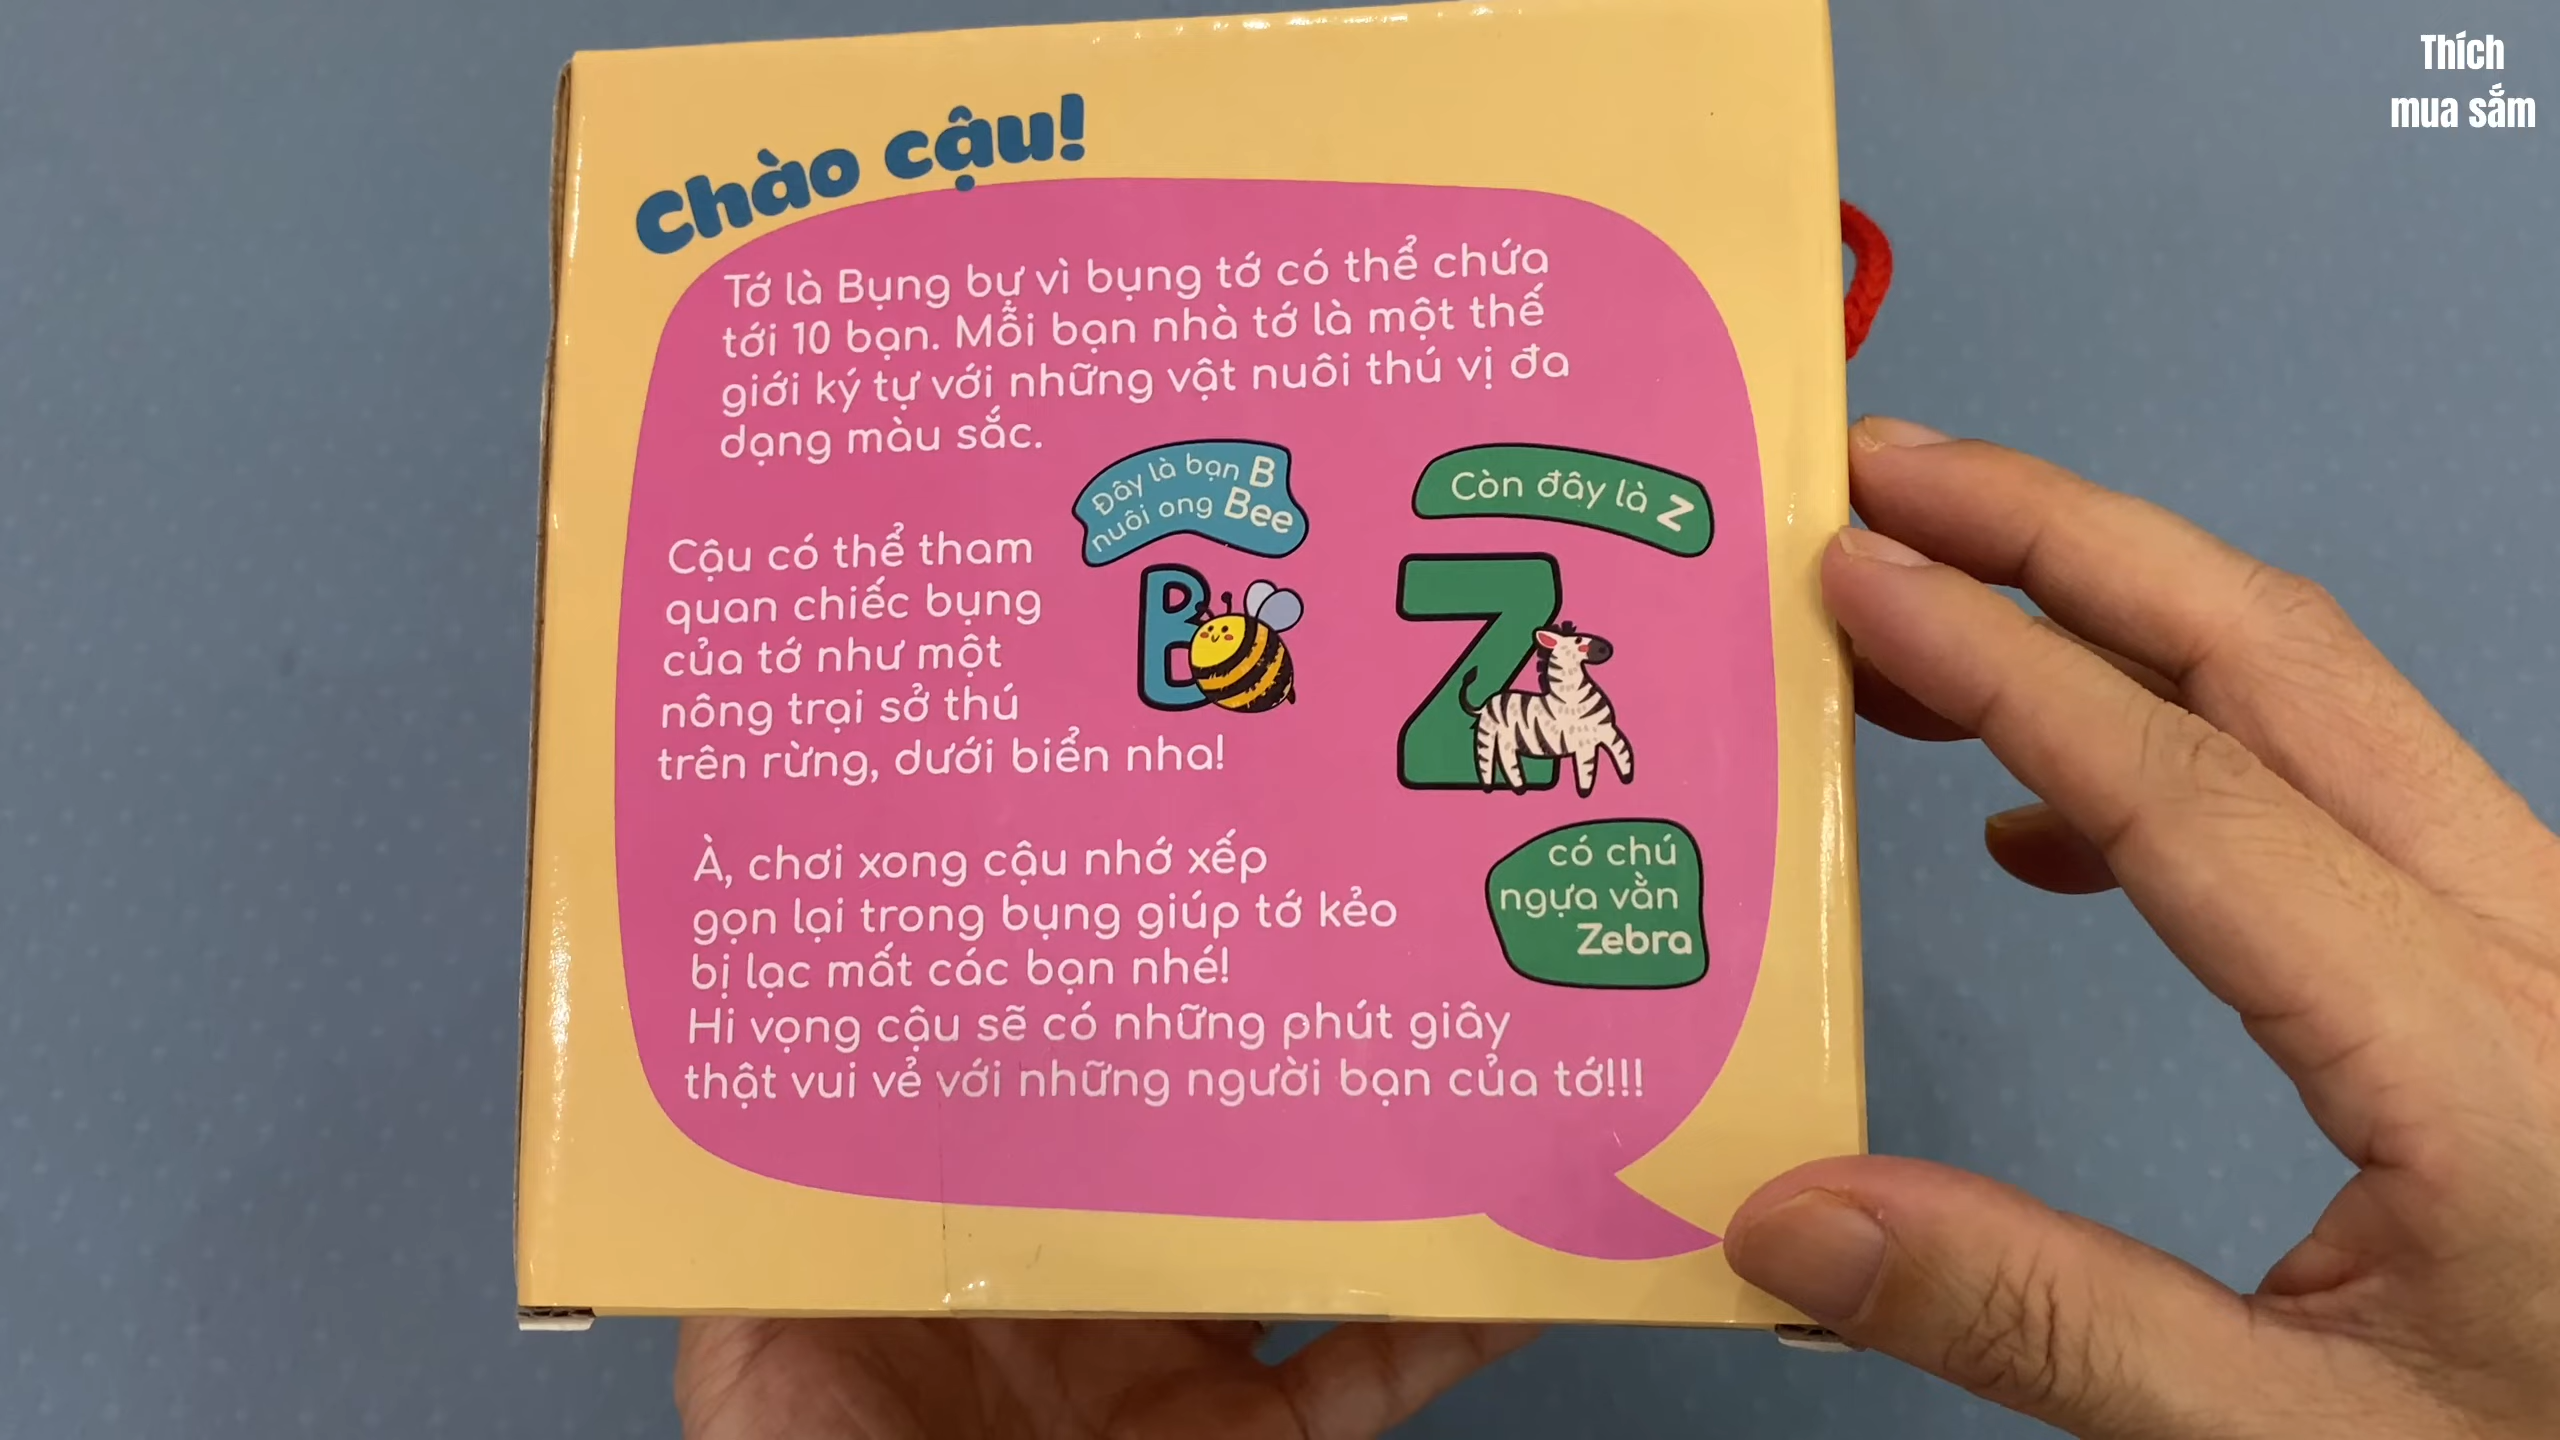 Thích
mua sắm
Chào cậu!
Tớ là Bụng bự vì bụng tớ có thể chứa
tới 10 bạn. Mỗi bạn nhà tớ là một thế
giới ký tự với những vật nuôi thú vị đa
dạng màu sắc.
Đây là bạn B
nuôi ong Bee
B
Còn đây là Z
Z
Cậu có thể tham
quan chiếc bụng
của tớ như một
nông trại sở thú
trên rừng, dưới biển nha!
có chú
ngựa vằn
Zebra
À, chơi xong cậu nhớ xếp
gọn lại trong bụng giúp tớ kẻo
bị lạc mất các bạn nhé!
Hi vọng cậu sẽ có những phút giây
thật vui vẻ với những người bạn của tớ!!!